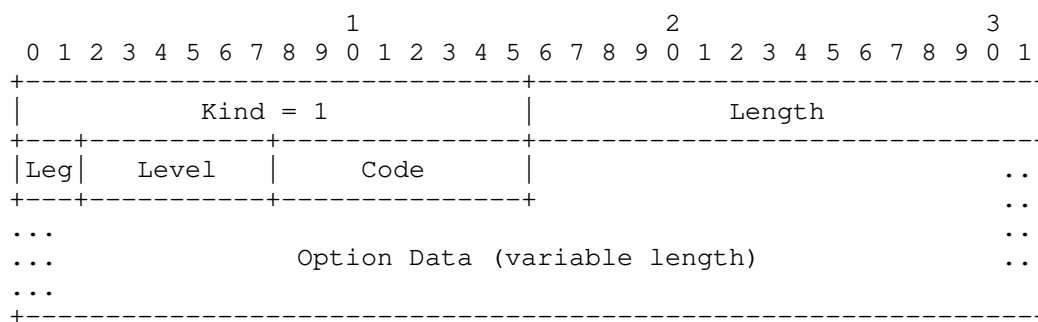 1                   2                   3
 0 1 2 3 4 5 6 7 8 9 0 1 2 3 4 5 6 7 8 9 0 1 2 3 4 5 6 7 8 9 0 1
+-------------------------------+-------------------------------
|           Kind = 1            |            Length
+---+-----------+---------------+-------------------------------
|Leg|   Level   |     Code      |                             ..
+---+-----------+---------------+                             ..
...                                                           ..
...               Option Data (variable length)               ..
...
+---------------------------------------------------------------